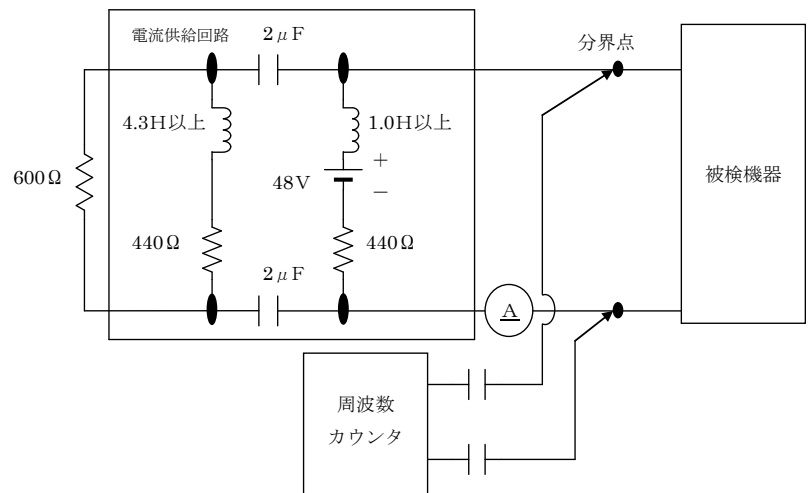 電流供給回路
2μF
分界点
4.3H以上
1.0H以上
+
48V
−
600Ω
被検機器
440Ω
440Ω
2μF
A
周波数
カウンタ